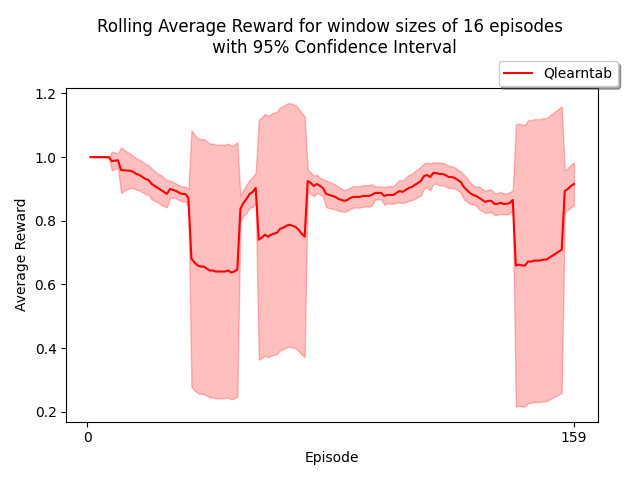 Rolling Average Reward for window sizes of 16 episodes
with 95% Confidence Interval
Qlearntab
1.2
1.0
0.8
0.6
0.4
0.2
Average Reward
0
159
Episode